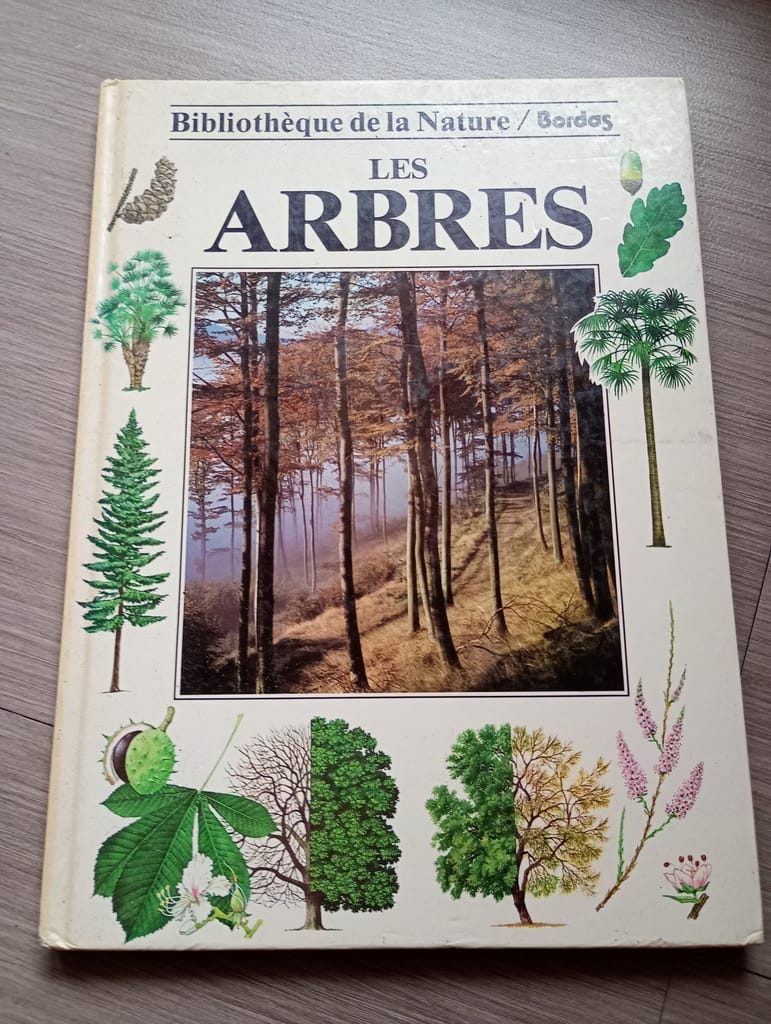 Bibliothèque de la Nature / Bordas
LES
ARBRES